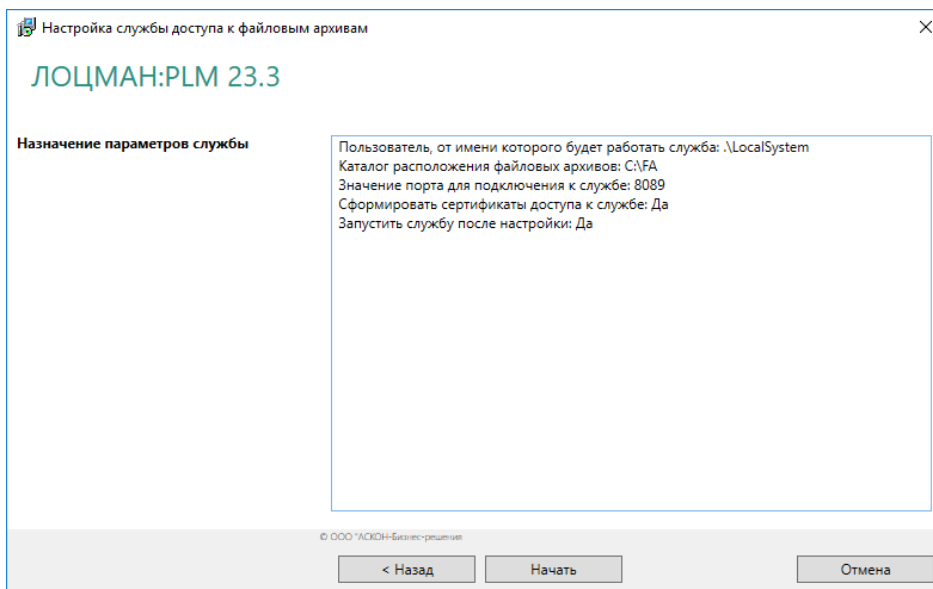 Настройка службы доступа к файловым архивам
ЛОЦМАН:PLM 23.3
Назначение параметров службы
Пользователь, от имени которого будет работать служба: .\LocalSystem
Каталог расположения файловых архивов: C:\FA
Значение порта для подключения к службе: 8089
Сформировать сертификаты доступа к службе: Да
Запустить службу после настройки: Да
© ООО "АСКОН-Бизнес-решения
< Назад
Начать
Отмена